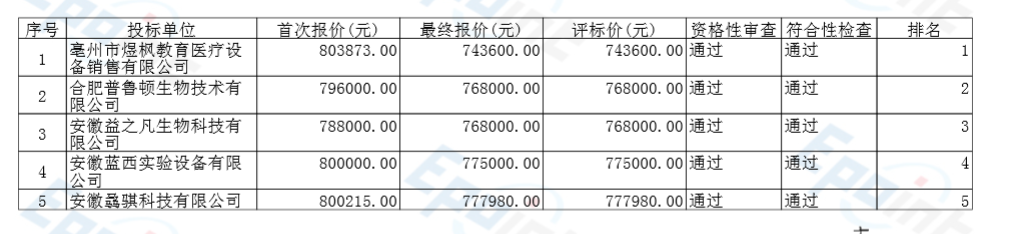 序号 投标单位 首次报价(元) 最终报价(元) 评标价(元) 资格性审查 符合性检查 排名
1 亳州市煜枫教育医疗设备销售有限公司 803873.00 743600.00 743600.00 通过 通过 1
2 合肥普鲁顿生物技术有限公司 796000.00 768000.00 768000.00 通过 通过 2
3 安徽益之凡生物科技有限公司 788000.00 768000.00 768000.00 通过 通过 3
4 安徽蓝西实验设备有限公司 800000.00 775000.00 775000.00 通过 通过 4
5 安徽骉骐科技有限公司 800215.00 777980.00 777980.00 通过 通过 5